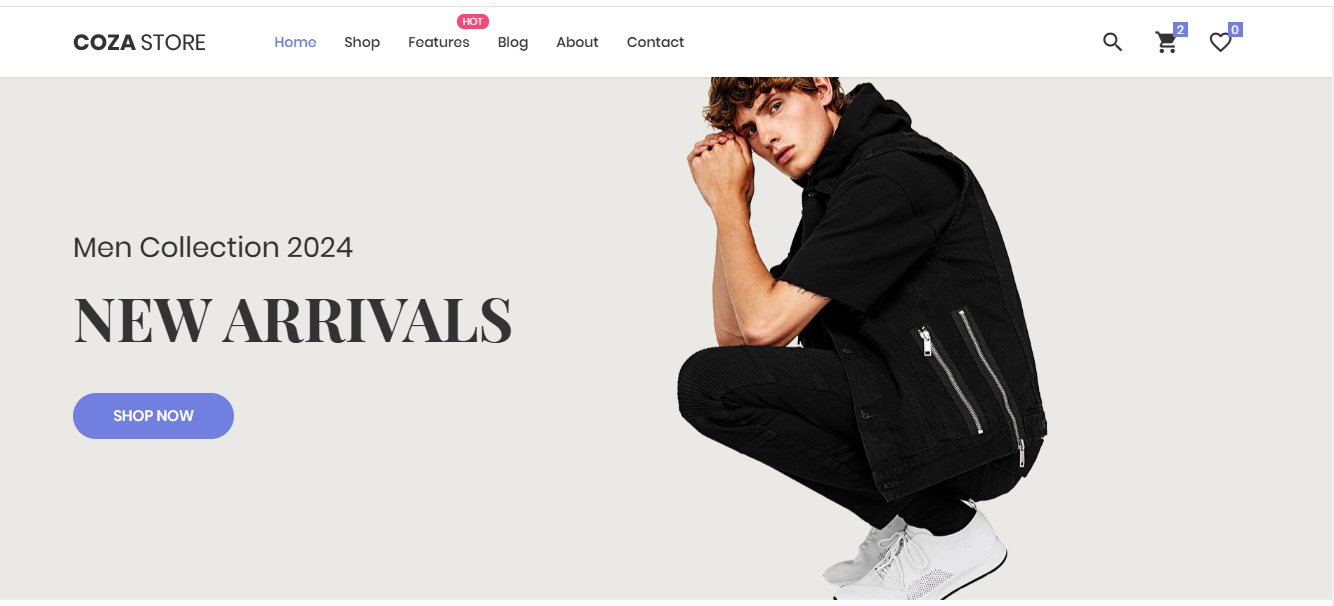 HOT
COZA STORE Home Shop Features Blog About Contact 2 0
Men Collection 2024
NEW ARRIVALS
SHOP NOW